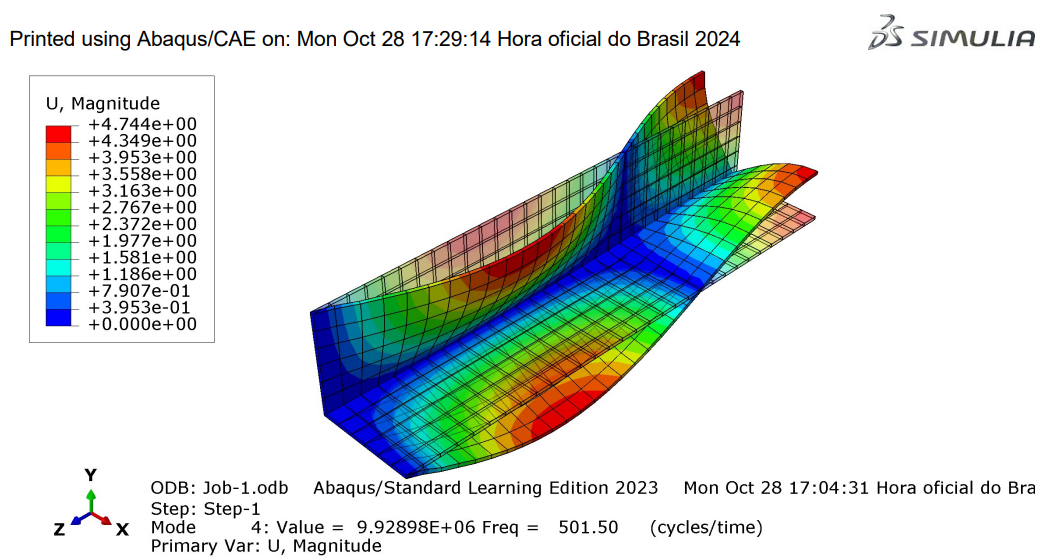 Printed using Abaqus/CAE on: Mon Oct 28 17:29:14 Hora oficial do Brasil 2024
SIMULIA
U, Magnitude
+4.744e+00
+4.349e+00
+3.953e+00
+3.558e+00
+3.163e+00
+2.767e+00
+2.372e+00
+1.977e+00
+1.581e+00
+1.186e+00
+7.907e-01
+3.953e-01
+0.000e+00
Y
Z
X
ODB: Job-1.odb Abaqus/Standard Learning Edition 2023 Mon Oct 28 17:04:31 Hora oficial do Bra
Step: Step-1
Mode 4: Value = 9.92898E+06 Freq = 501.50 (cycles/time)
Primary Var: U, Magnitude